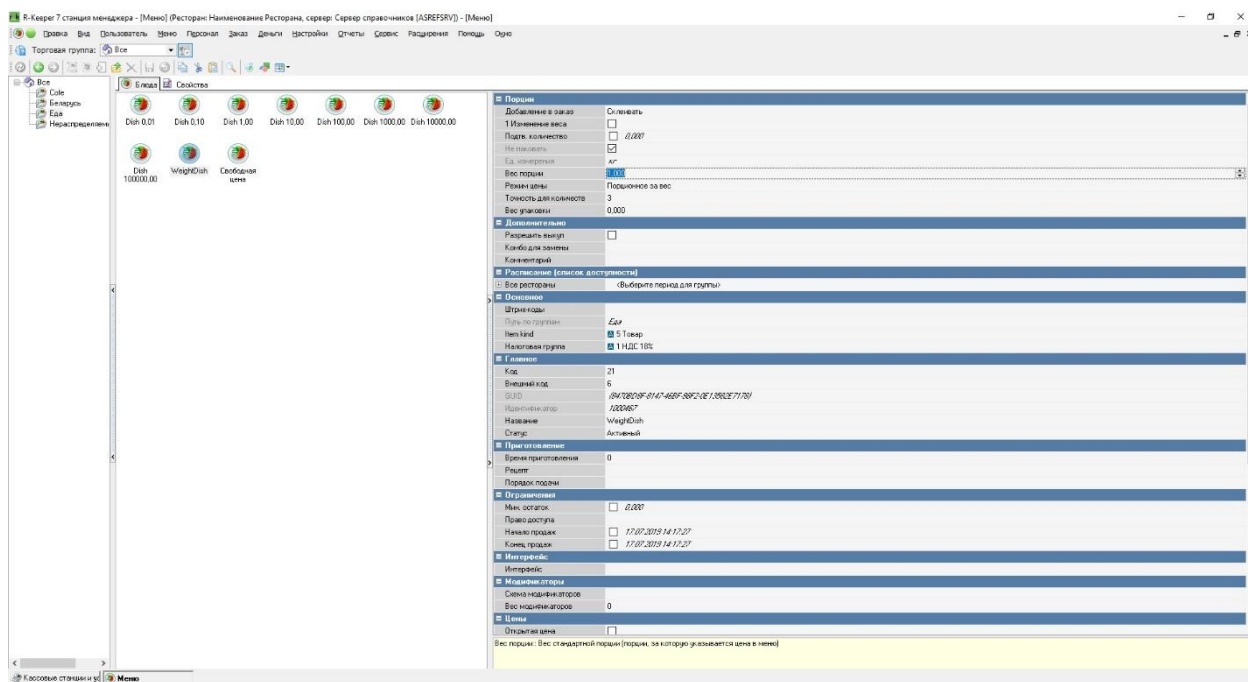 R-Keeper 7 станция менеджера - [Меню] (Ресторан: Наименование Ресторана, сервер: Сервер справочников [ASREFSRV]) - [Меню]
Правка Вид Пользователь Меню Персонал Заказ Деньги Настройки Отчеты Сервис Расширения Помощь Окно
Торговая группа: Все
Все
Cole
Беларусь
Еда
Нераспределенн
Блюда Свойства
Dish 0,01 Dish 0,10 Dish 1,00 Dish 10,00 Dish 100,00 Dish 1000,00 Dish 10000,00
Dish 100000,00 WeightDish Свободная цена
Порции
Добавление в заказ Склеивать
1 Изменение веса
Подтв. количество 0,000
Не паковать
Ед. измерения кг
Вес порции 1,000
Режим цены Порционное за вес
Точность для количеств 3
Вес упаковки 0,000
Дополнительно
Разрешить выкуп
Комбо для замены
Комментарий
Расписание (список доступности)
Все рестораны <Выберите период для группы>
Основное
Штрих-коды
Путь по группам Еда
Item kind 5 Товар
Налоговая группа 1 НДС 18%
Главное
Код 21
Внешний код 6
GUID
Идентификатор 1000467
Название WeightDish
Статус Активный
Приготовление
Время приготовления 0
Рецепт
Порядок подачи
Ограничения
Мин. остаток 0,000
Право доступа
Начало продаж 17.07.2019 14:17:27
Конец продаж 17.07.2019 14:17:27
Интерфейс
Интерфейс
Модификаторы
Схема модификаторов
Вес модификаторов 0
Цены
Открытая цена
Вес порции: Вес стандартной порции (порции, за которую указывается цена в меню)
Кассовые станции и ус Меню